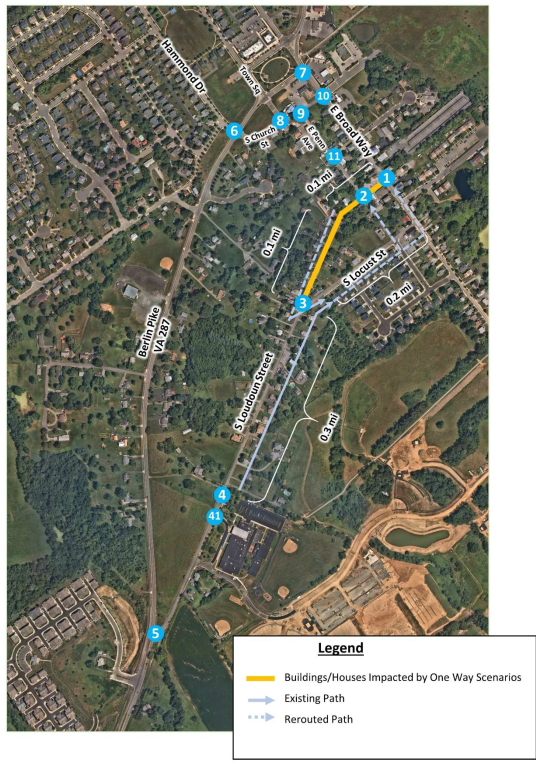 Hammond Dr
Town Sq
7
10
E Broad Way
9
8
S Church
St
6
E Penn
Ave
11
0.1 mi
1
2
0.1 mi
S Locust St
0.2 mi
3
Berlin Pike
VA 287
S Loudoun Street
0.3 mi
4
41
5
Legend
Buildings/Houses Impacted by One Way Scenarios
Existing Path
Rerouted Path